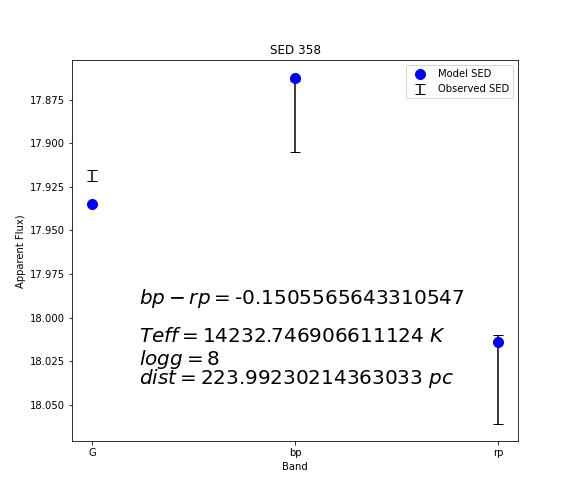 SED 358
Model SED
Observed SED
17.875
17.900
17.925
17.950
17.975
18.000
18.025
18.050
Apparent Flux)
bp − rp = -0.1505565643310547
Teff = 14232.746906611124 K
logg = 8
dist = 223.99230214363033 pc
G bp rp
Band